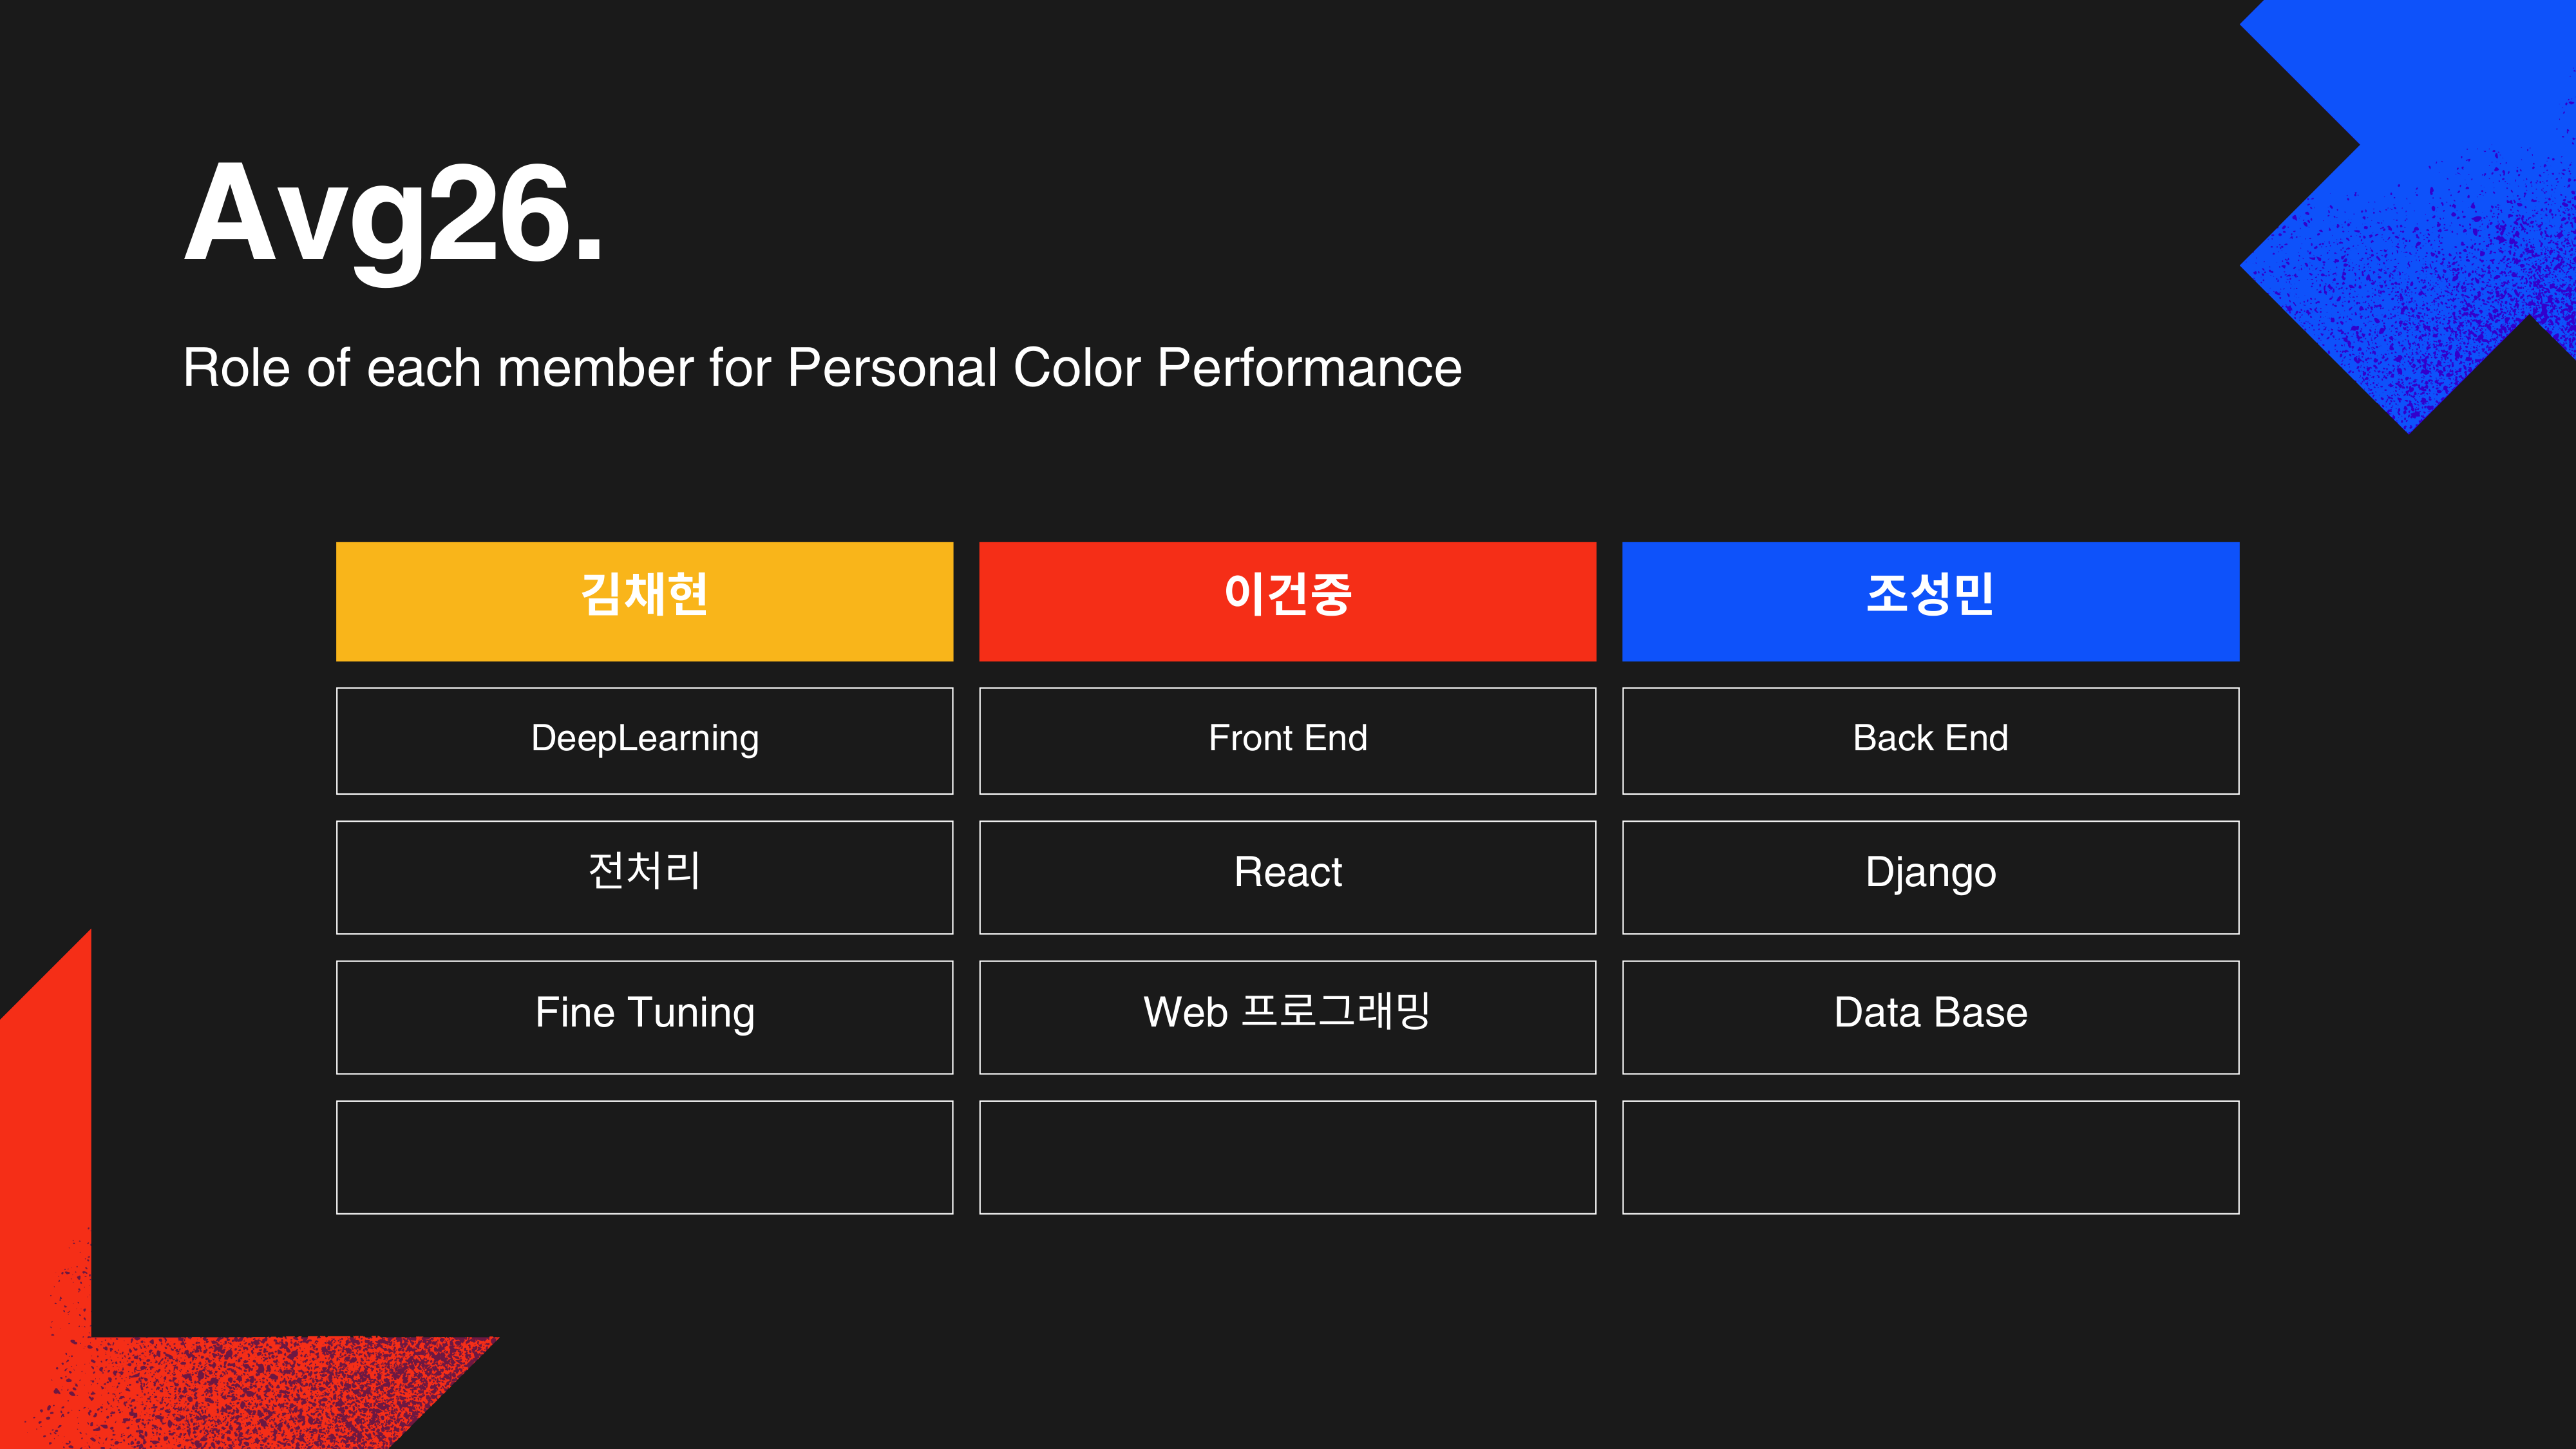 Avg26.
Role of each member for Personal Color Performance
김채현 이건중 조성민
DeepLearning Front End Back End
전처리 React Django
Fine Tuning Web 프로그래밍 Data Base